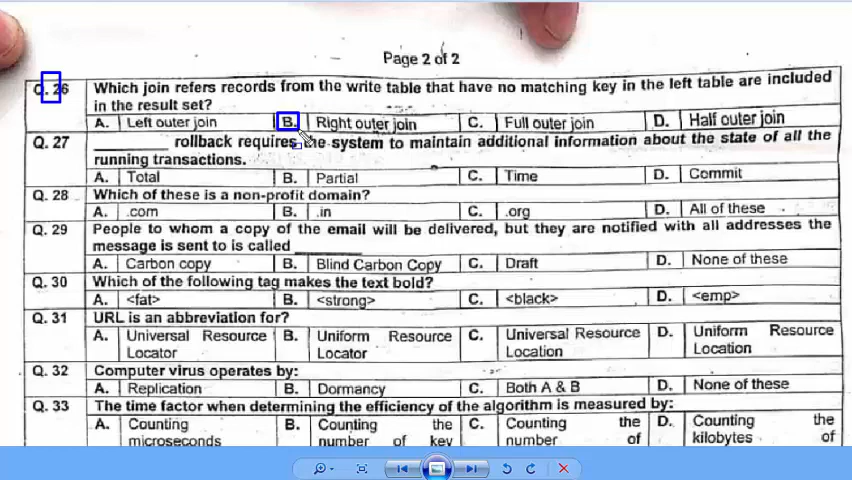 Page 2 of 2
Q. 26 Which join refers records from the write table that have no matching key in the left table are included
in the result set?
A. Left outer join B. Right outer join C. Full outer join D. Half outer join
Q. 27 ________ rollback requires the system to maintain additional information about the state of all the
running transactions.
A. Total B. Partial C. Time D. Commit
Q. 28 Which of these is a non-profit domain?
A. .com B. .in C. .org D. All of these
Q. 29 People to whom a copy of the email will be delivered, but they are notified with all addresses the
message is sent to is called _______
A. Carbon copy B. Blind Carbon Copy C. Draft D. None of these
Q. 30 Which of the following tag makes the text bold?
A. <fat> B. <strong> C. <black> D. <emp>
Q. 31 URL is an abbreviation for?
A. Universal Resource B. Uniform Resource C. Universal Resource D. Uniform Resource
Locator Locator Location Location
Q. 32 Computer virus operates by:
A. Replication B. Dormancy C. Both A & B D. None of these
Q. 33 The time factor when determining the efficiency of the algorithm is measured by:
A. Counting B. Counting the C. Counting the D. Counting the
microseconds number of key number of kilobytes of